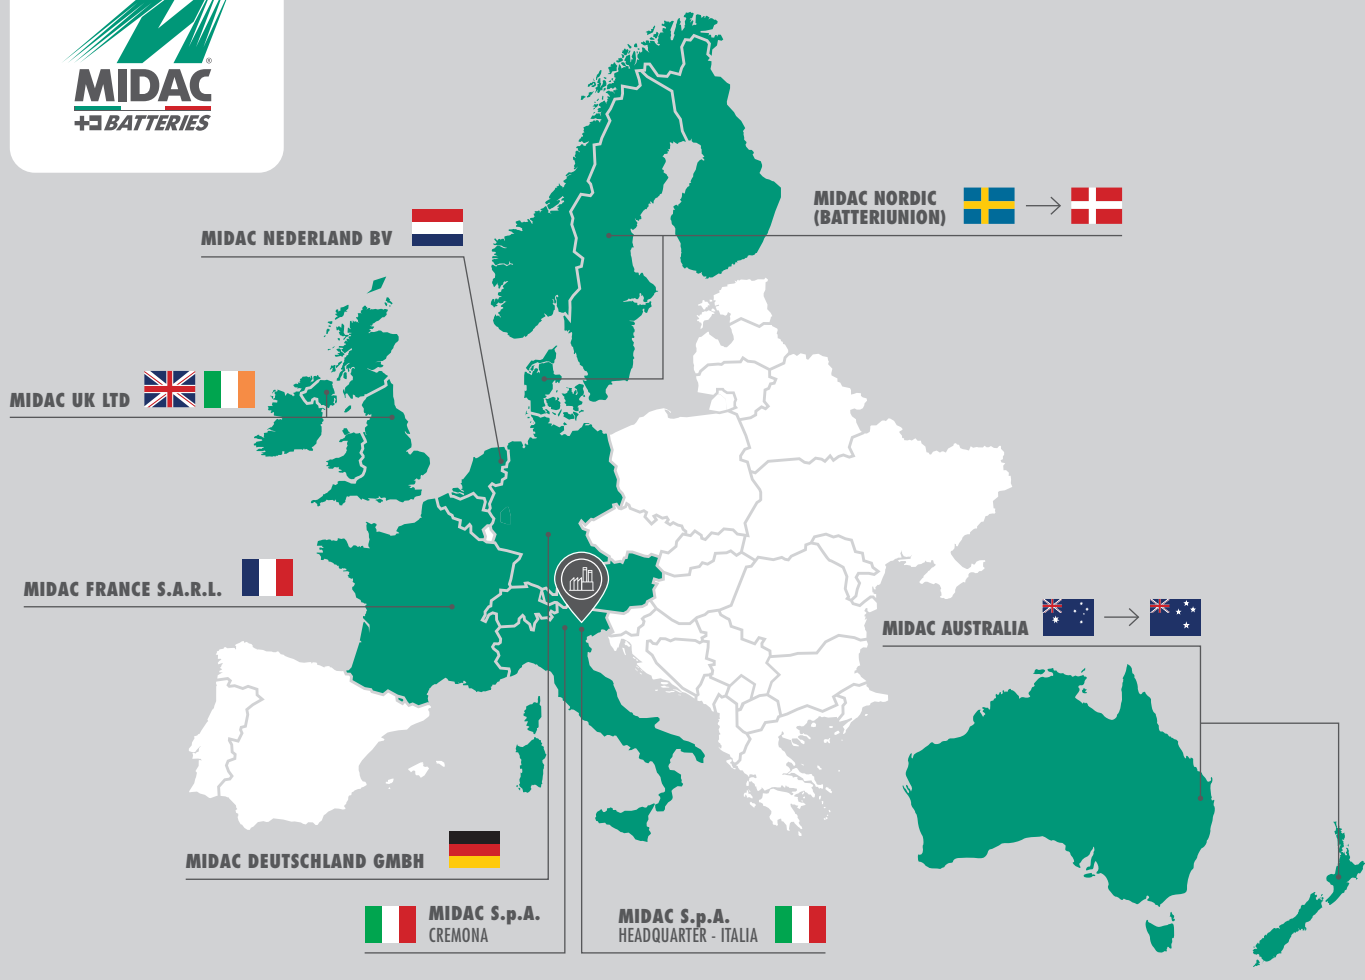 MIDAC®
BATTERIES
MIDAC NORDIC
(BATTERIUNION)
MIDAC NEDERLAND BV
MIDAC UK LTD
MIDAC FRANCE S.A.R.L.
MIDAC AUSTRALIA
MIDAC DEUTSCHLAND GMBH
MIDAC S.p.A.
CREMONA
MIDAC S.p.A.
HEADQUARTER - ITALIA